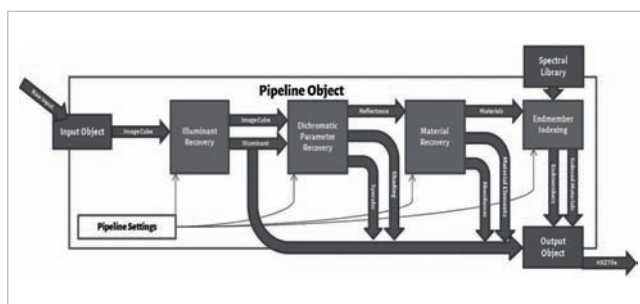 Spectral
Library
Pipeline Object
Raw Input
Input Object
ImageCube
Illuminant
Recovery
ImageCube
Illuminant
Dichromatic
Parameter
Recovery
Reflectance
Material
Recovery
Materials
Endmember
Indexing
Specular
Shading
Abundances
Material Elements
Endmembers
Indexed Materials
Pipeline Settings
Output
Object
HSZ File